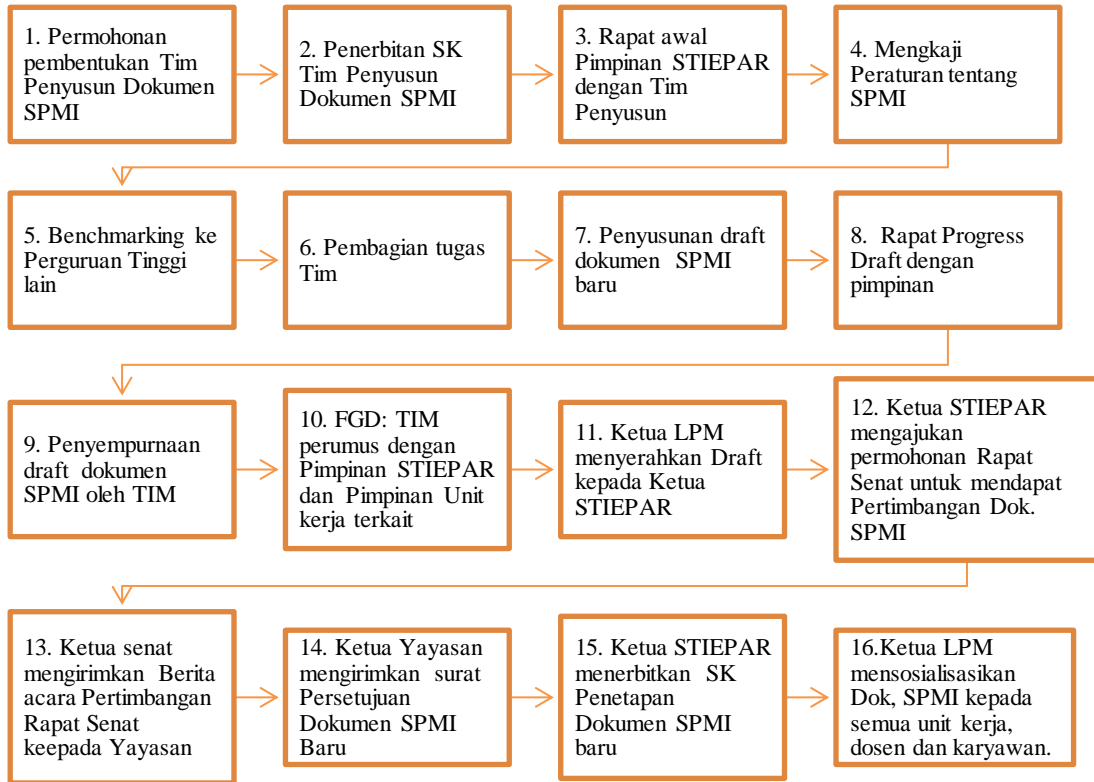 1. Permohonan
pembentukan Tim
Penyusun Dokumen
SPMI
2. Penerbitan SK
Tim Penyusun
Dokumen SPMI
3. Rapat awal
Pimpinan STIEPAR
dengan Tim
Penyusun
4. Mengkaji
Peraturan tentang
SPMI
5. Benchmarking ke
Perguruan Tinggi
lain
6. Pembagian tugas
Tim
7. Penyusunan draft
dokumen SPMI
baru
8. Rapat Progress
Draft dengan
pimpinan
9. Penyempurnaan
draft dokumen
SPMI oleh TIM
10. FGD: TIM
perumus dengan
Pimpinan STIEPAR
dan Pimpinan Unit
kerja terkait
11. Ketua LPM
menyerahkan Draft
kepada Ketua
STIEPAR
12. Ketua STIEPAR
mengajukan
permohonan Rapat
Senat untuk mendapat
Pertimbangan Dok.
SPMI
13. Ketua senat
mengirimkan Berita
acara Pertimbangan
Rapat Senat
keepada Yayasan
14. Ketua Yayasan
mengirimkan surat
Persetujuan
Dokumen SPMI
Baru
15. Ketua STIEPAR
menerbitkan SK
Penetapan
Dokumen SPMI
baru
16.Ketua LPM
mensosialisasikan
Dok, SPMI kepada
semua unit kerja,
dosen dan karyawan.